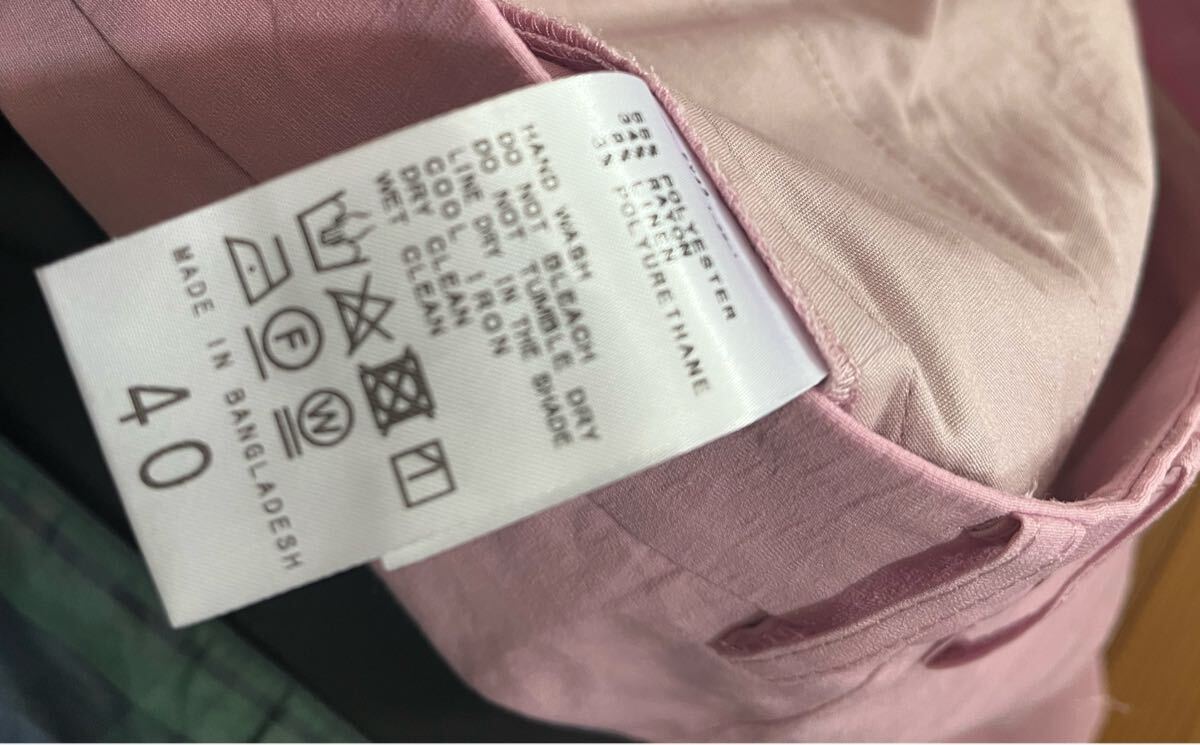 POLYESTER
RAYON
LINEN
POLYURETHANE
HAND WASH
DO NOT BLEACH
DO NOT TUMBLE DRY
LINE DRY IN THE SHADE
COOL IRON
DRY CLEAN
WET CLEAN
F
W
MADE IN BANGLADESH
40